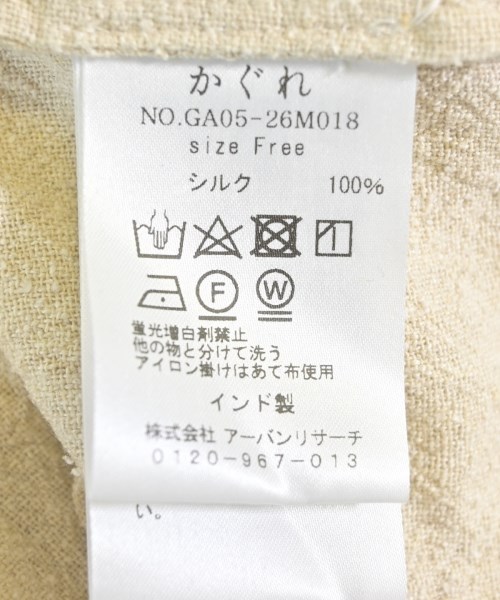 かぐれ
NO.GA05-26M018
size Free
シルク 100%
F W
蛍光増白剤禁止
他の物と分けて洗う
アイロン掛けはあて布使用
インド製
株式会社 アーバンリサーチ
0120-967-013
い。